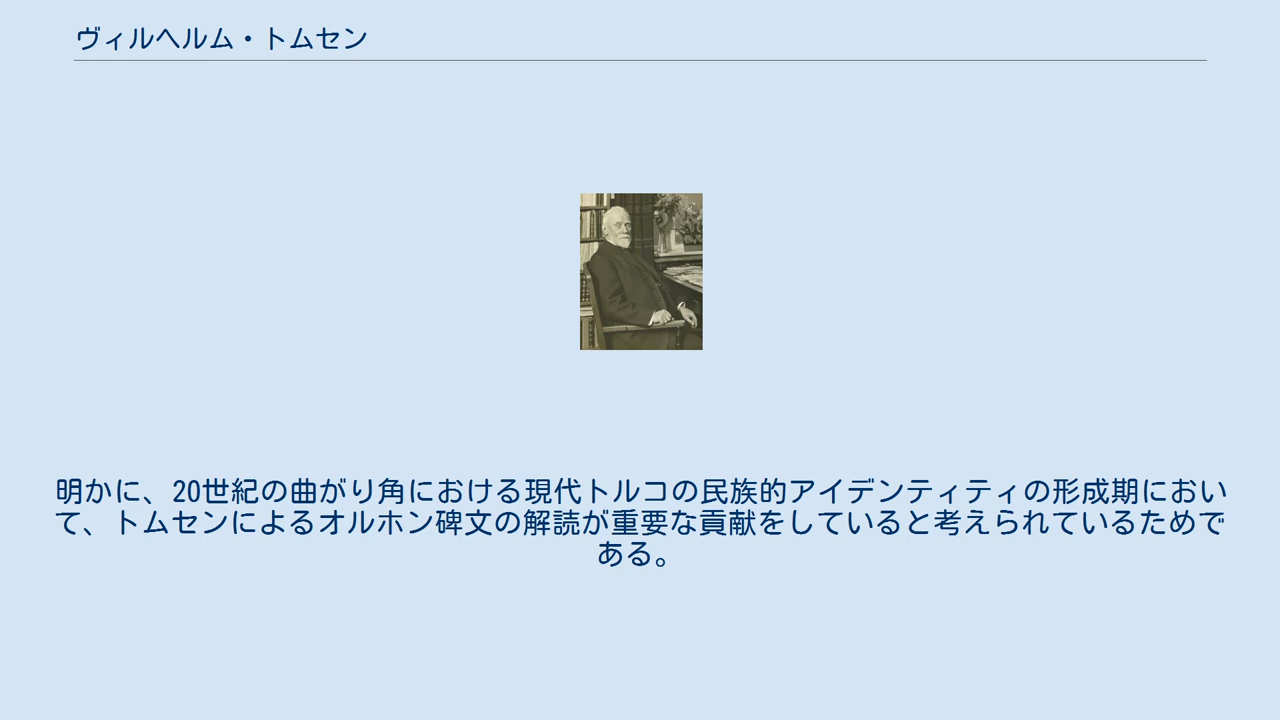 ヴィルヘルム・トムセン
明かに、20世紀の曲がり角における現代トルコの民族的アイデンティティの形成期におい
て、トムセンによるオルホン碑文の解読が重要な貢献をしていると考えられているためで
ある。